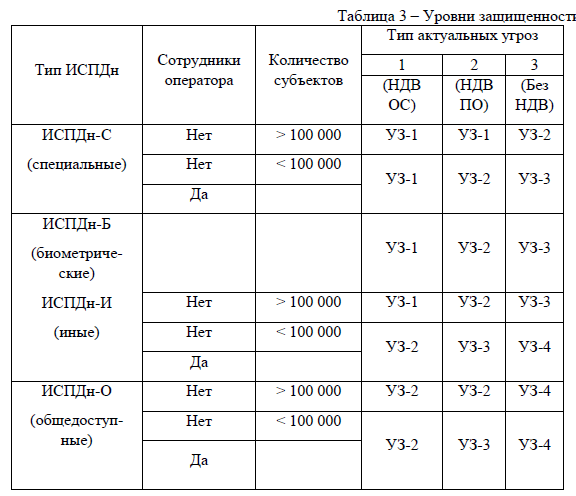 Таблица 3 – Уровни защищенности
Тип ИСПДн
Сотрудники
оператора
Количество
субъектов
Тип актуальных угроз
1
2
3
(НДВ
ОС)
(НДВ
ПО)
(Без
НДВ)
ИСПДн-С
(специальные)
Нет
> 100 000
УЗ-1
УЗ-1
УЗ-2
Нет
< 100 000
УЗ-1
УЗ-2
УЗ-3
Да
ИСПДн-Б
(биометриче-
ские)
УЗ-1
УЗ-2
УЗ-3
ИСПДн-И
(иные)
Нет
> 100 000
УЗ-1
УЗ-2
УЗ-3
Нет
< 100 000
УЗ-2
УЗ-3
УЗ-4
Да
ИСПДн-О
(общедоступ-
ные)
Нет
> 100 000
УЗ-2
УЗ-2
УЗ-4
Нет
< 100 000
УЗ-2
УЗ-3
УЗ-4
Да